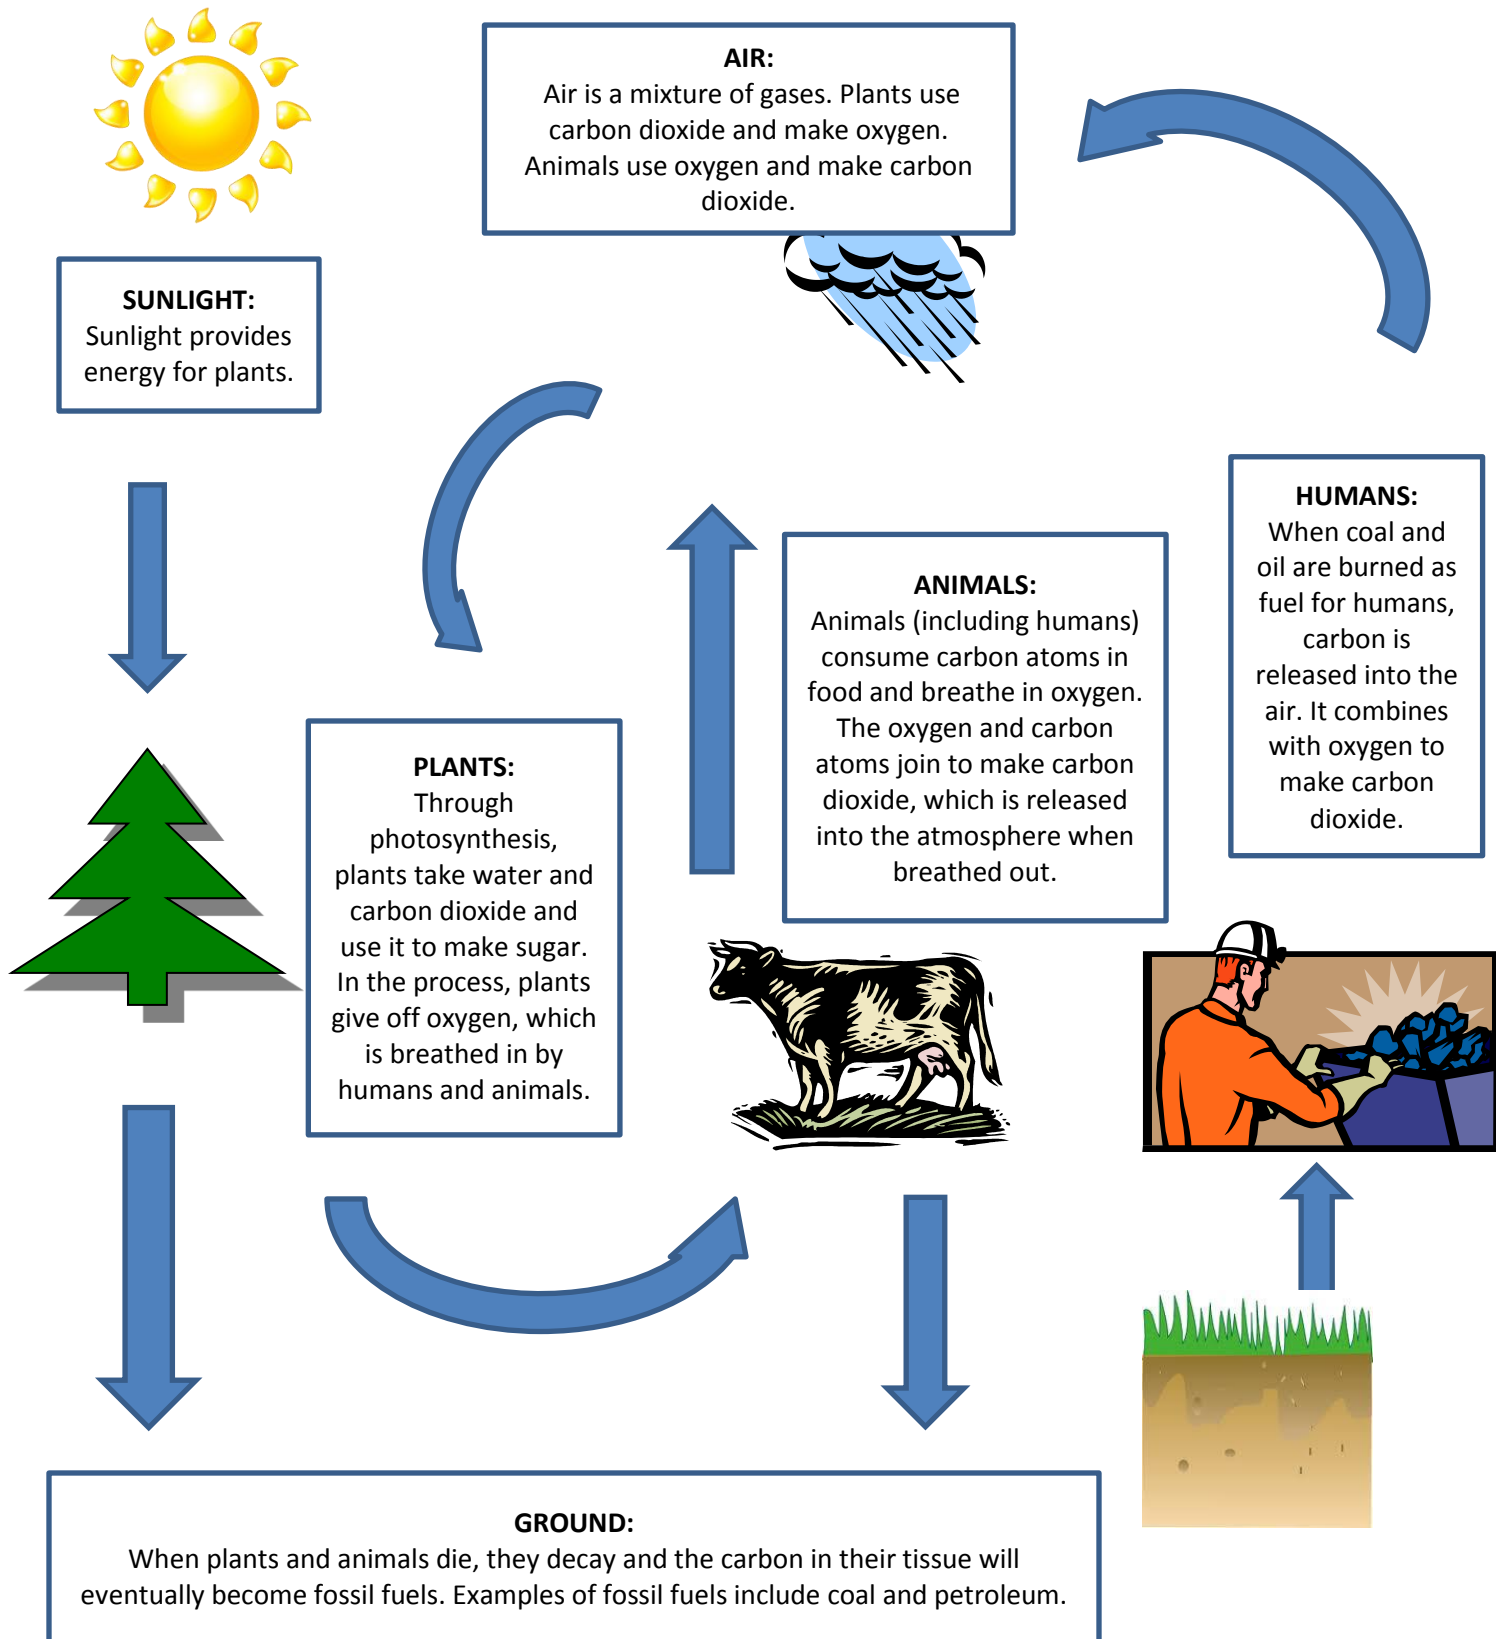 AIR:
Air is a mixture of gases. Plants use
carbon dioxide and make oxygen.
Animals use oxygen and make carbon
dioxide.
SUNLIGHT:
Sunlight provides
energy for plants.
HUMANS:
When coal and
oil are burned as
fuel for humans,
carbon is
released into the
air. It combines
with oxygen to
make carbon
dioxide.
ANIMALS:
Animals (including humans)
consume carbon atoms in
food and breathe in oxygen.
The oxygen and carbon
atoms join to make carbon
dioxide, which is released
into the atmosphere when
breathed out.
PLANTS:
Through
photosynthesis,
plants take water and
carbon dioxide and
use it to make sugar.
In the process, plants
give off oxygen, which
is breathed in by
humans and animals.
GROUND:
When plants and animals die, they decay and the carbon in their tissue will
eventually become fossil fuels. Examples of fossil fuels include coal and petroleum.